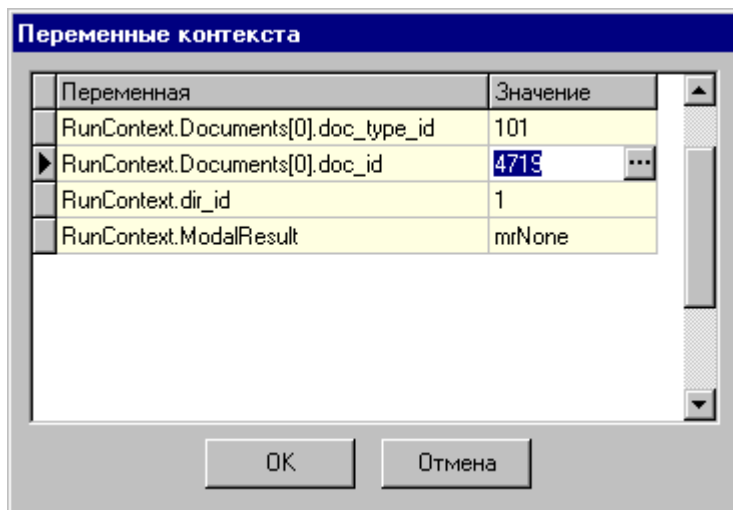 Переменные контекста
Переменная Значение
RunContext.Documents[0].doc_type_id 101
RunContext.Documents[0].doc_id 4719 ...
RunContext.dir_id 1
RunContext.ModalResult mrNone
OK Отмена